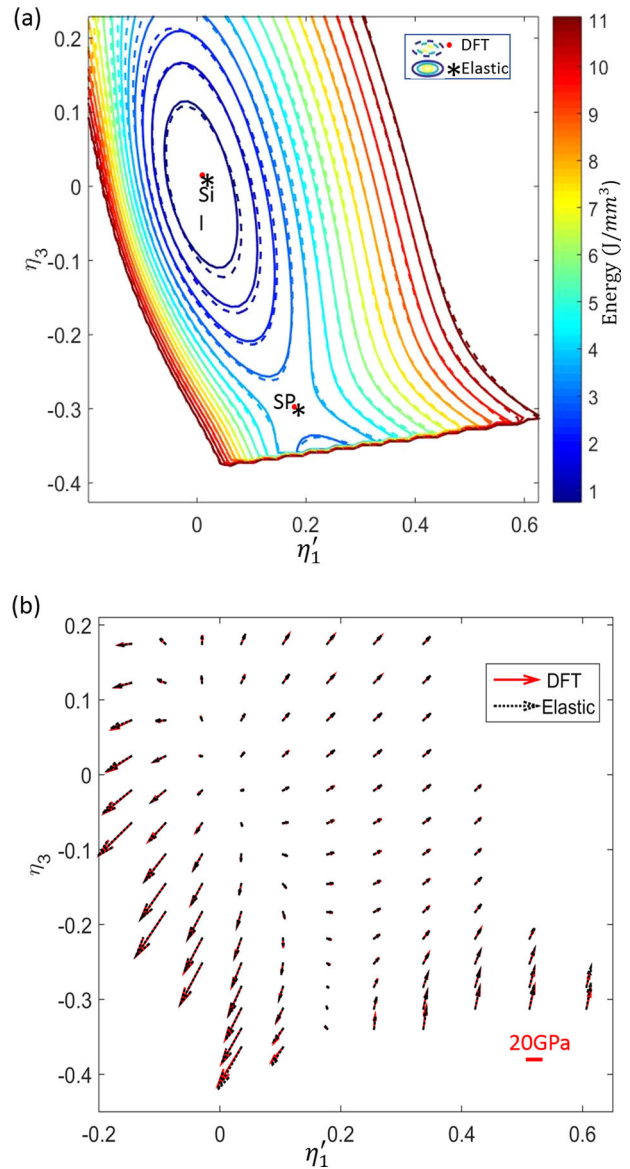 (a)
0.2
0.1
0
-0.1
-0.2
-0.3
-0.4
η₃
DFT
*Elastic
Si
I
SP
*
0 0.2 0.4 0.6
η₁′
11
10
9
8
7
6
5
4
3
2
1
Energy (J/mm³)
(b)
0.2
0.1
0
-0.1
-0.2
-0.3
-0.4
η₃
DFT
Elastic
20GPa
-0.2 0 0.2 0.4 0.6
η₁′